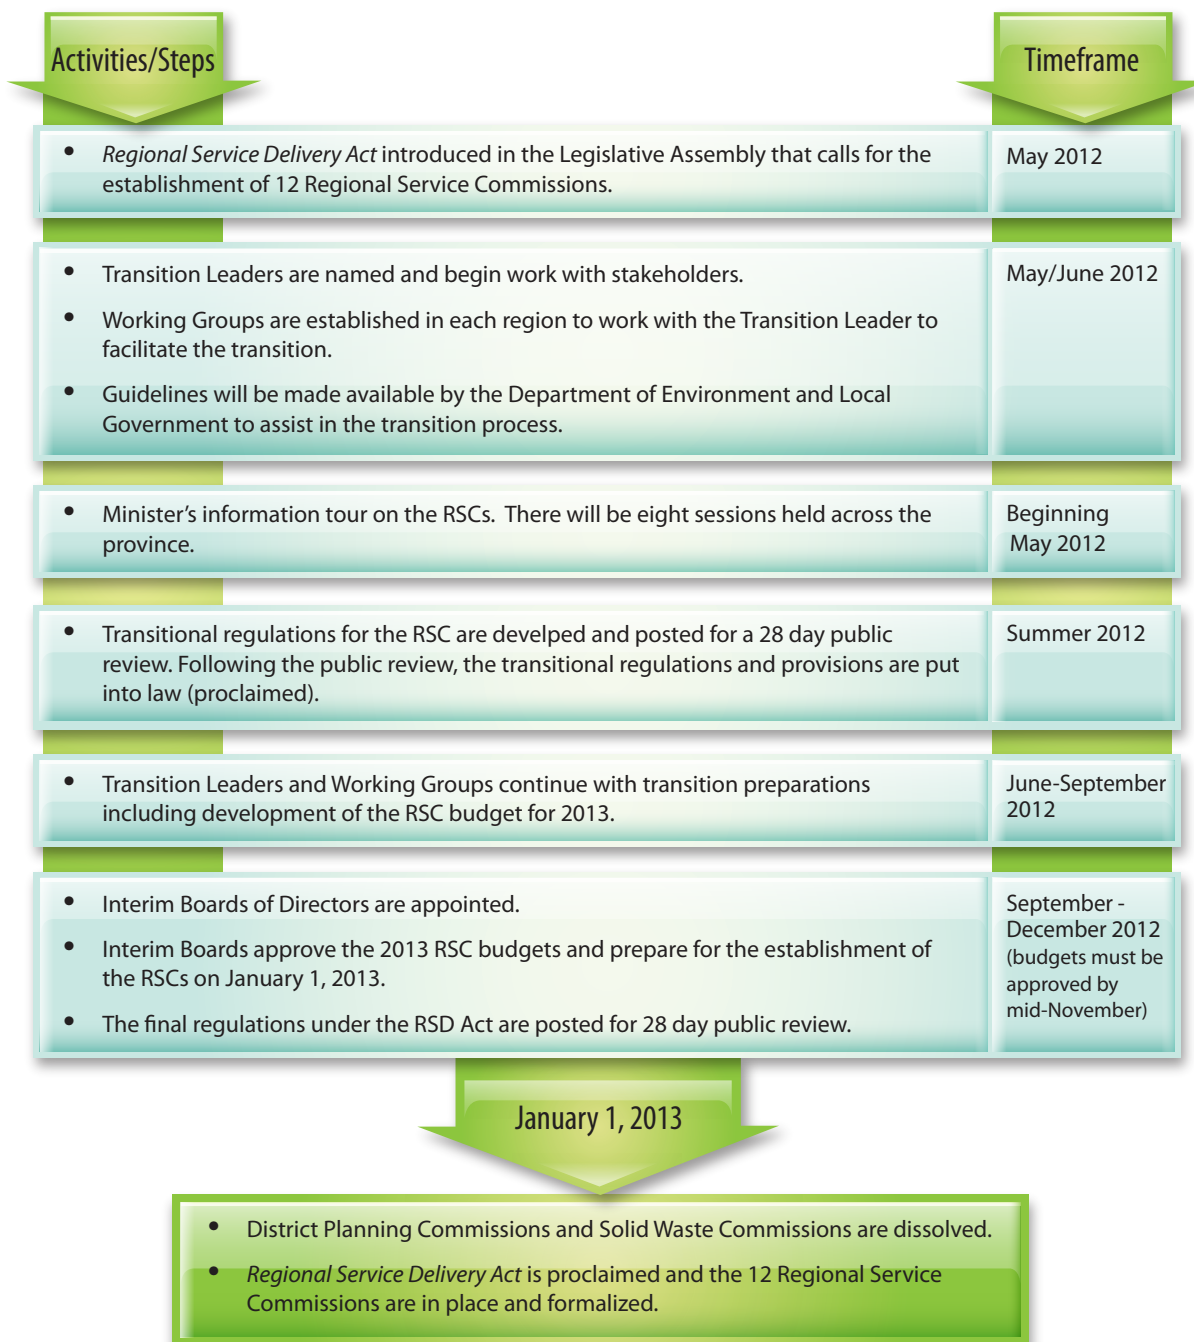 Activities/Steps
Timeframe
• Regional Service Delivery Act introduced in the Legislative Assembly that calls for the
establishment of 12 Regional Service Commissions.
May 2012
• Transition Leaders are named and begin work with stakeholders.
• Working Groups are established in each region to work with the Transition Leader to
facilitate the transition.
• Guidelines will be made available by the Department of Environment and Local
Government to assist in the transition process.
May/June 2012
• Minister’s information tour on the RSCs. There will be eight sessions held across the
province.
Beginning
May 2012
• Transitional regulations for the RSC are develped and posted for a 28 day public
review. Following the public review, the transitional regulations and provisions are put
into law (proclaimed).
Summer 2012
• Transition Leaders and Working Groups continue with transition preparations
including development of the RSC budget for 2013.
June-September
2012
• Interim Boards of Directors are appointed.
• Interim Boards approve the 2013 RSC budgets and prepare for the establishment of
the RSCs on January 1, 2013.
• The final regulations under the RSD Act are posted for 28 day public review.
September -
December 2012
(budgets must be
approved by
mid-November)
January 1, 2013
• District Planning Commissions and Solid Waste Commissions are dissolved.
• Regional Service Delivery Act is proclaimed and the 12 Regional Service
Commissions are in place and formalized.